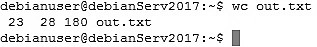 debianuser@debianServ2017:~$ wc out.txt
 23  28 180 out.txt
debianuser@debianServ2017:~$